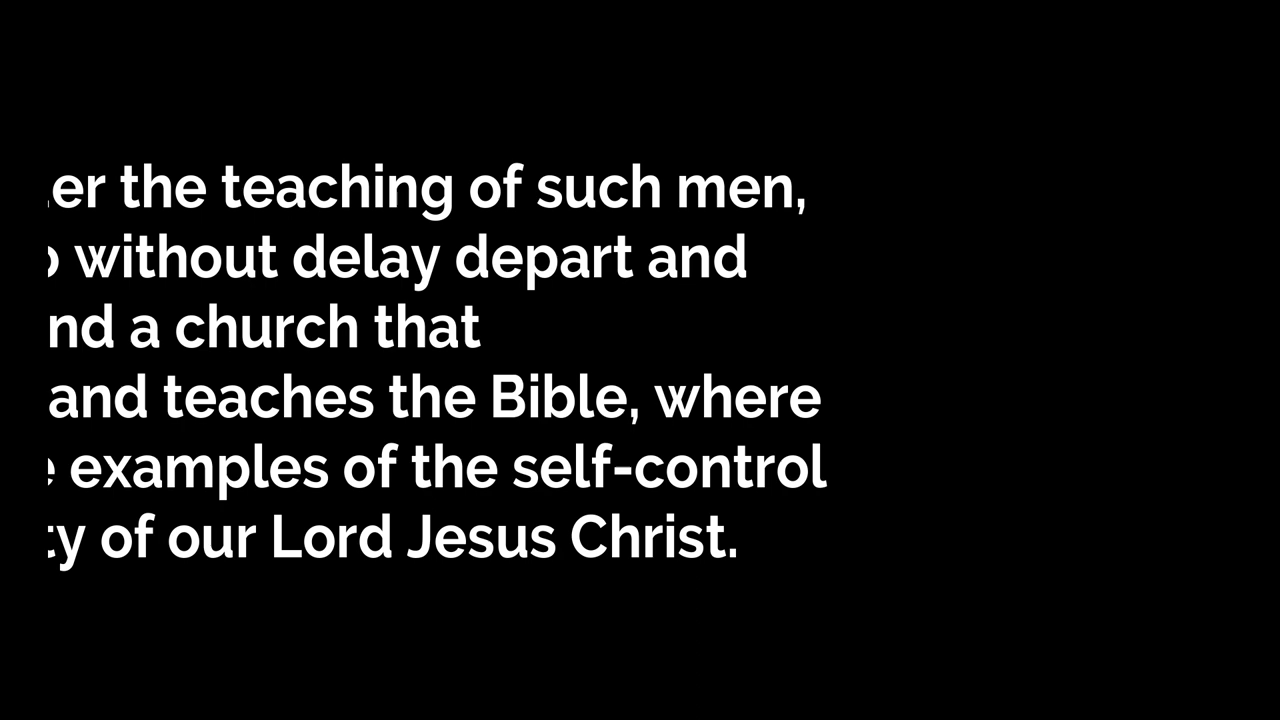 the teaching of such men,
without delay depart and
a church that
and teaches the Bible, where
examples of the self-control
of our Lord Jesus Christ.